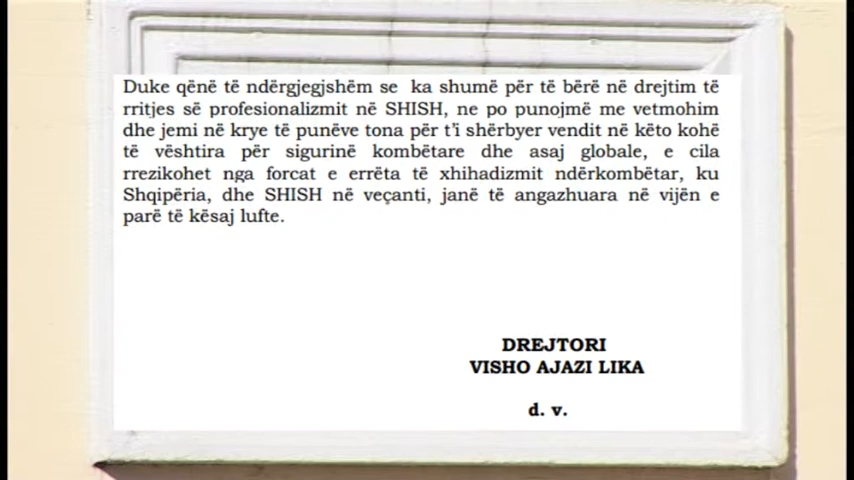 Duke qënë të ndërgjegjshëm se ka shumë për të bërë në drejtim të
rritjes së profesionalizmit në SHISH, ne po punojmë me vetmohim
dhe jemi në krye të punëve tona për t'i shërbyer vendit në këto kohë
të vështira për sigurinë kombëtare dhe asaj globale, e cila
rrezikohet nga forcat e errëta të xhihadizmit ndërkombëtar, ku
Shqipëria, dhe SHISH në veçanti, janë të angazhuara në vijën e
parë të kësaj lufte.
DREJTORI
VISHO AJAZI LIKA
d. v.